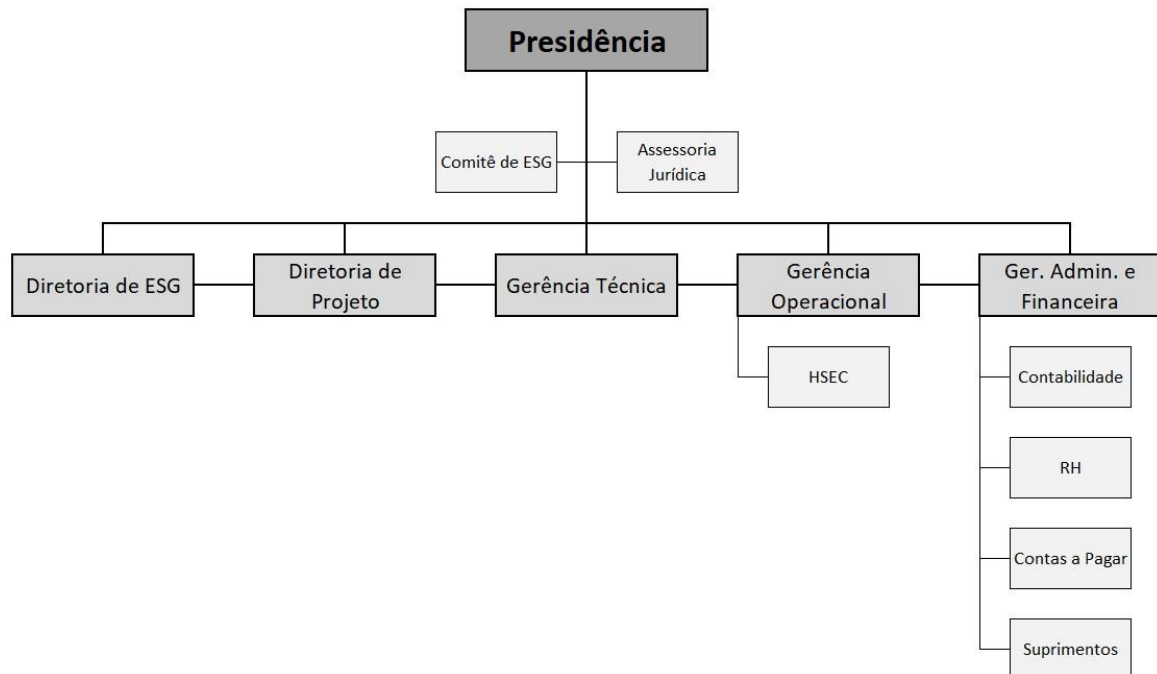 Presidência
Comitê de ESG
Assessoria
Jurídica
Diretoria de ESG
Diretoria de
Projeto
Gerência Técnica
Gerência
Operacional
Ger. Admin. e
Financeira
HSEC
Contabilidade
RH
Contas a Pagar
Suprimentos